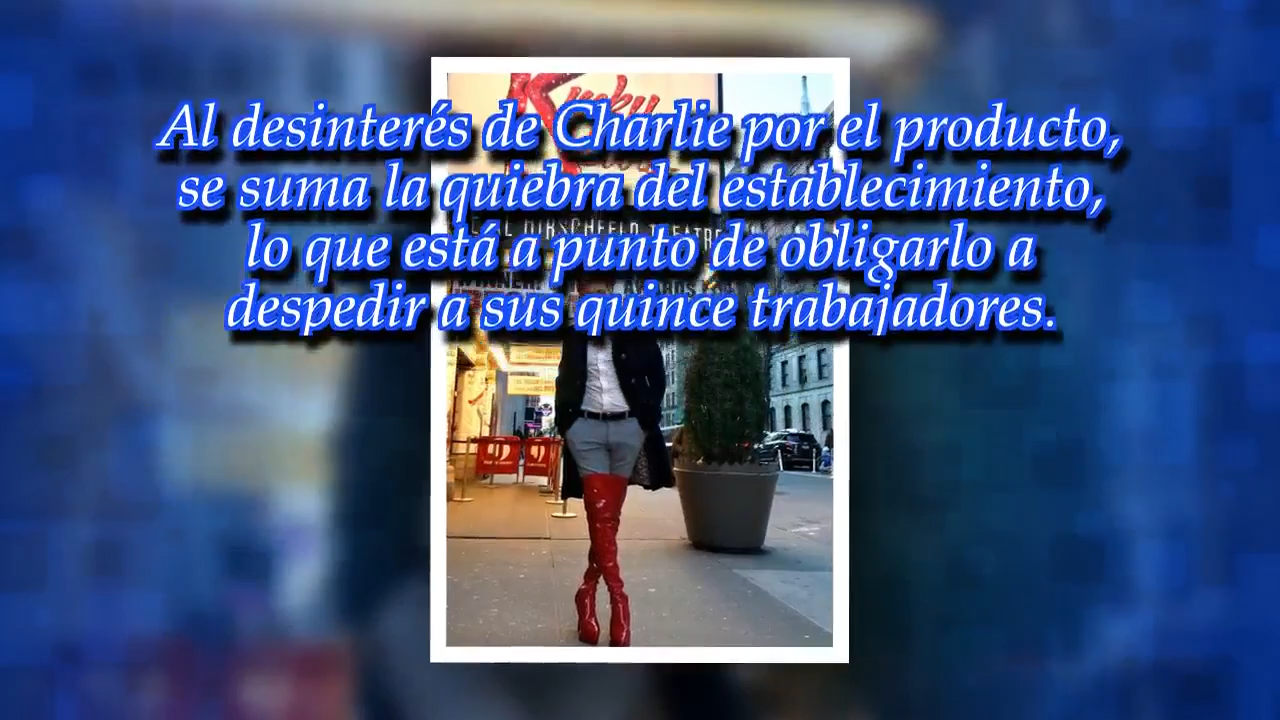 Al desinterés de Charlie por el producto,
se suma la quiebra del establecimiento,
lo que está a punto de obligarlo a
despedir a sus quince trabajadores.